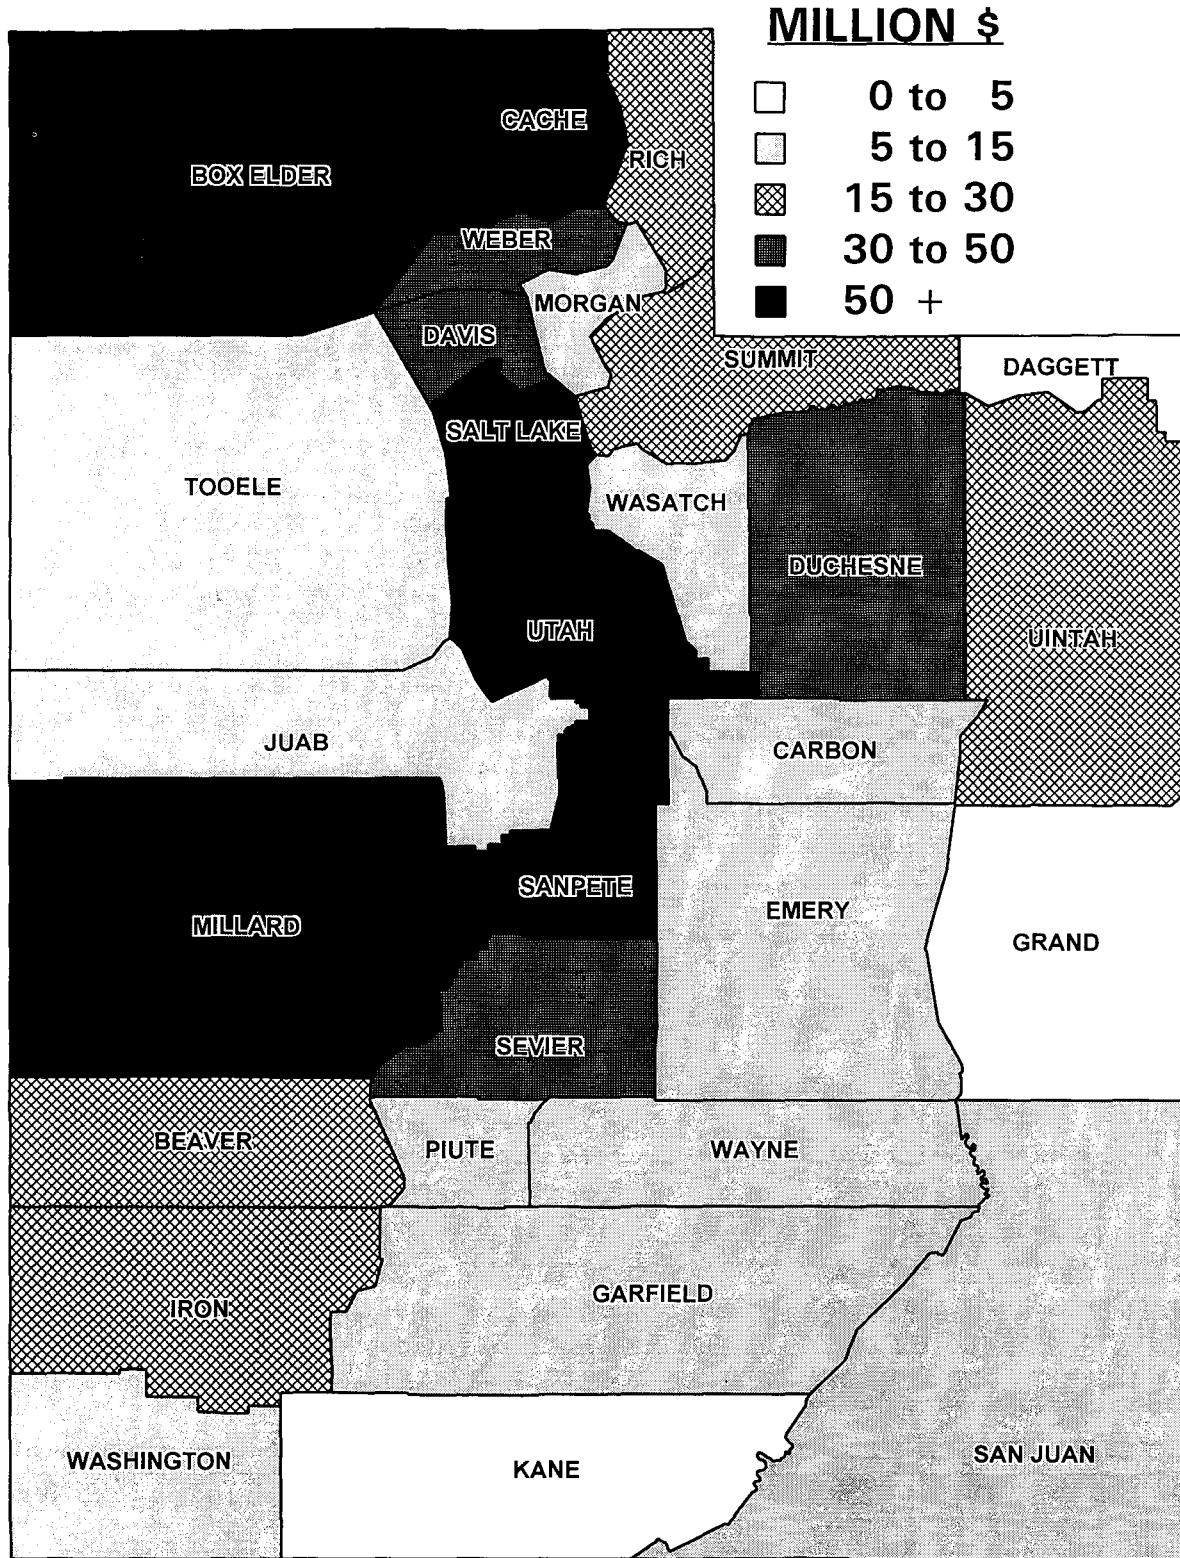 MILLION $
0 to 5
5 to 15
15 to 30
30 to 50
50 +
CACHE
RICH
BOX ELDER
WEBER
MORGAN
DAVIS
SUMMIT
DAGGETT
SALT LAKE
TOOELE
WASATCH
DUCHESNE
UTAH
UINTAH
JUAB
CARBON
SANPETE
EMERY
MILLARD
GRAND
SEVIER
BEAVER
PIUTE
WAYNE
GARFIELD
IRON
WASHINGTON
KANE
SAN JUAN